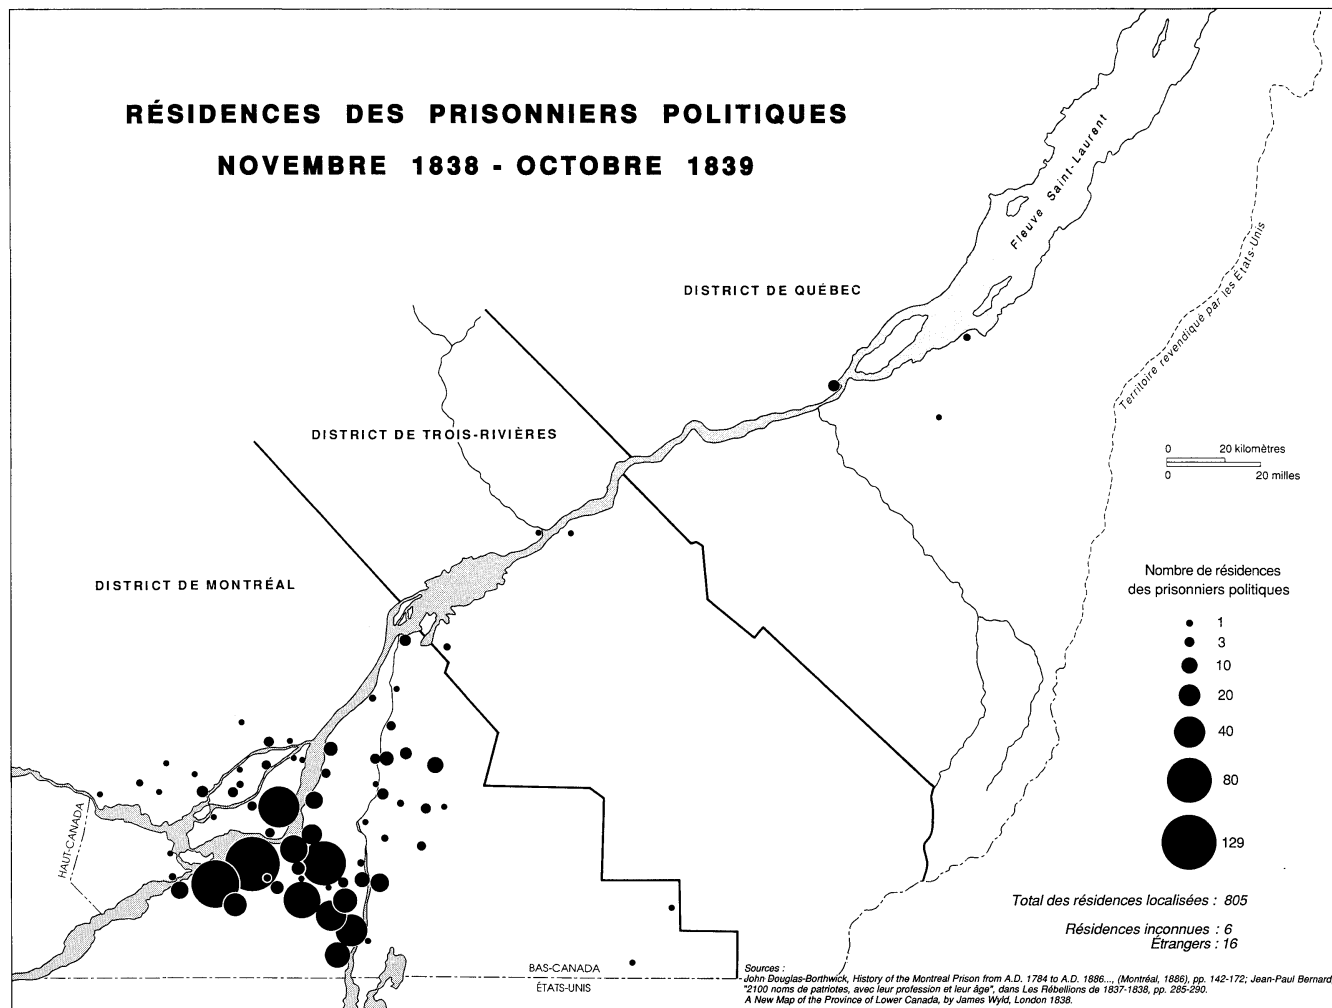 RÉSIDENCES DES PRISONNIERS POLITIQUES
NOVEMBRE 1838 - OCTOBRE 1839
Fleuve Saint-Laurent
Territoire revendiqué par les États-Unis
DISTRICT DE QUÉBEC
DISTRICT DE TROIS-RIVIÈRES
DISTRICT DE MONTRÉAL
0 20 kilomètres
0 20 milles
Nombre de résidences
des prisonniers politiques
1
3
10
20
40
80
129
HAUT-CANADA
Total des résidences localisées : 805
Résidences inconnues : 6
Étrangers : 16
BAS-CANADA
ÉTATS-UNIS
Sources :
John Douglas-Borthwick, History of the Montreal Prison from A.D. 1784 to A.D. 1886..., (Montréal, 1886), pp. 142-172; Jean-Paul Bernard
"2100 noms de patriotes, avec leur profession et leur âge", dans Les Rébellions de 1837-1838, pp. 285-290.
A New Map of the Province of Lower Canada, by James Wyld, London 1838.